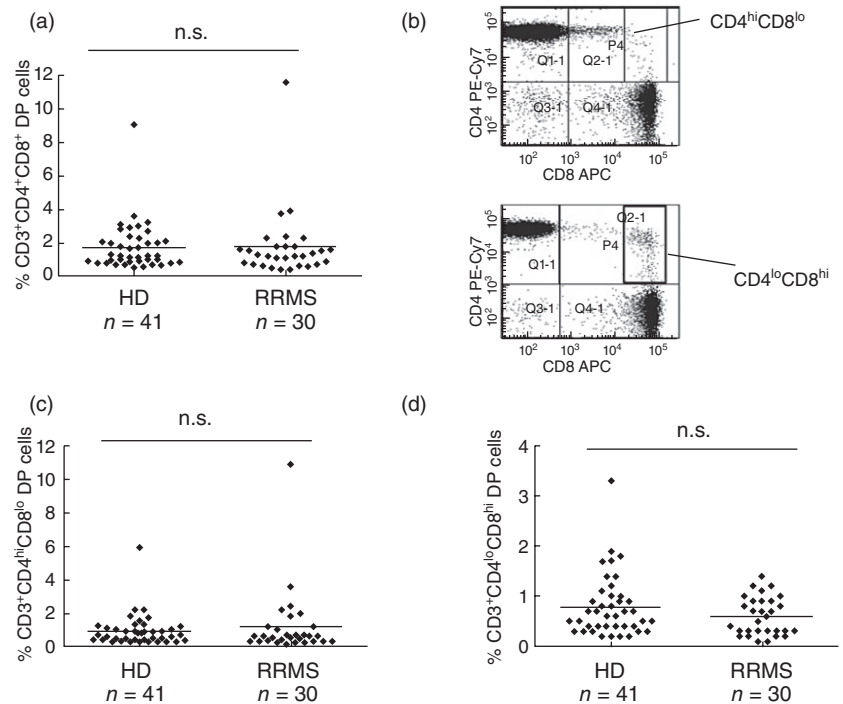 (a)
n.s.
% CD3⁺CD4⁺CD8⁺ DP cells
12
10
8
6
4
2
0
HD
RRMS
n = 41
n = 30
(b)
CD4ʰⁱCD8ˡᵒ
CD4 PE-Cy7
10⁵
10⁴
10³
10²
P4
Q1-1
Q2-1
Q3-1
Q4-1
10² 10³ 10⁴ 10⁵
CD8 APC
CD4 PE-Cy7
10⁵
10⁴
10³
10²
Q2-1
P4
Q1-1
CD4ˡᵒCD8ʰⁱ
Q3-1
Q4-1
10² 10³ 10⁴ 10⁵
CD8 APC
(c)
n.s.
% CD3⁺CD4ʰⁱCD8ˡᵒ DP cells
12
10
8
6
4
2
0
HD
RRMS
n = 41
n = 30
(d)
n.s.
% CD3⁺CD4ˡᵒCD8ʰⁱ DP cells
4
3
2
1
0
HD
RRMS
n = 41
n = 30